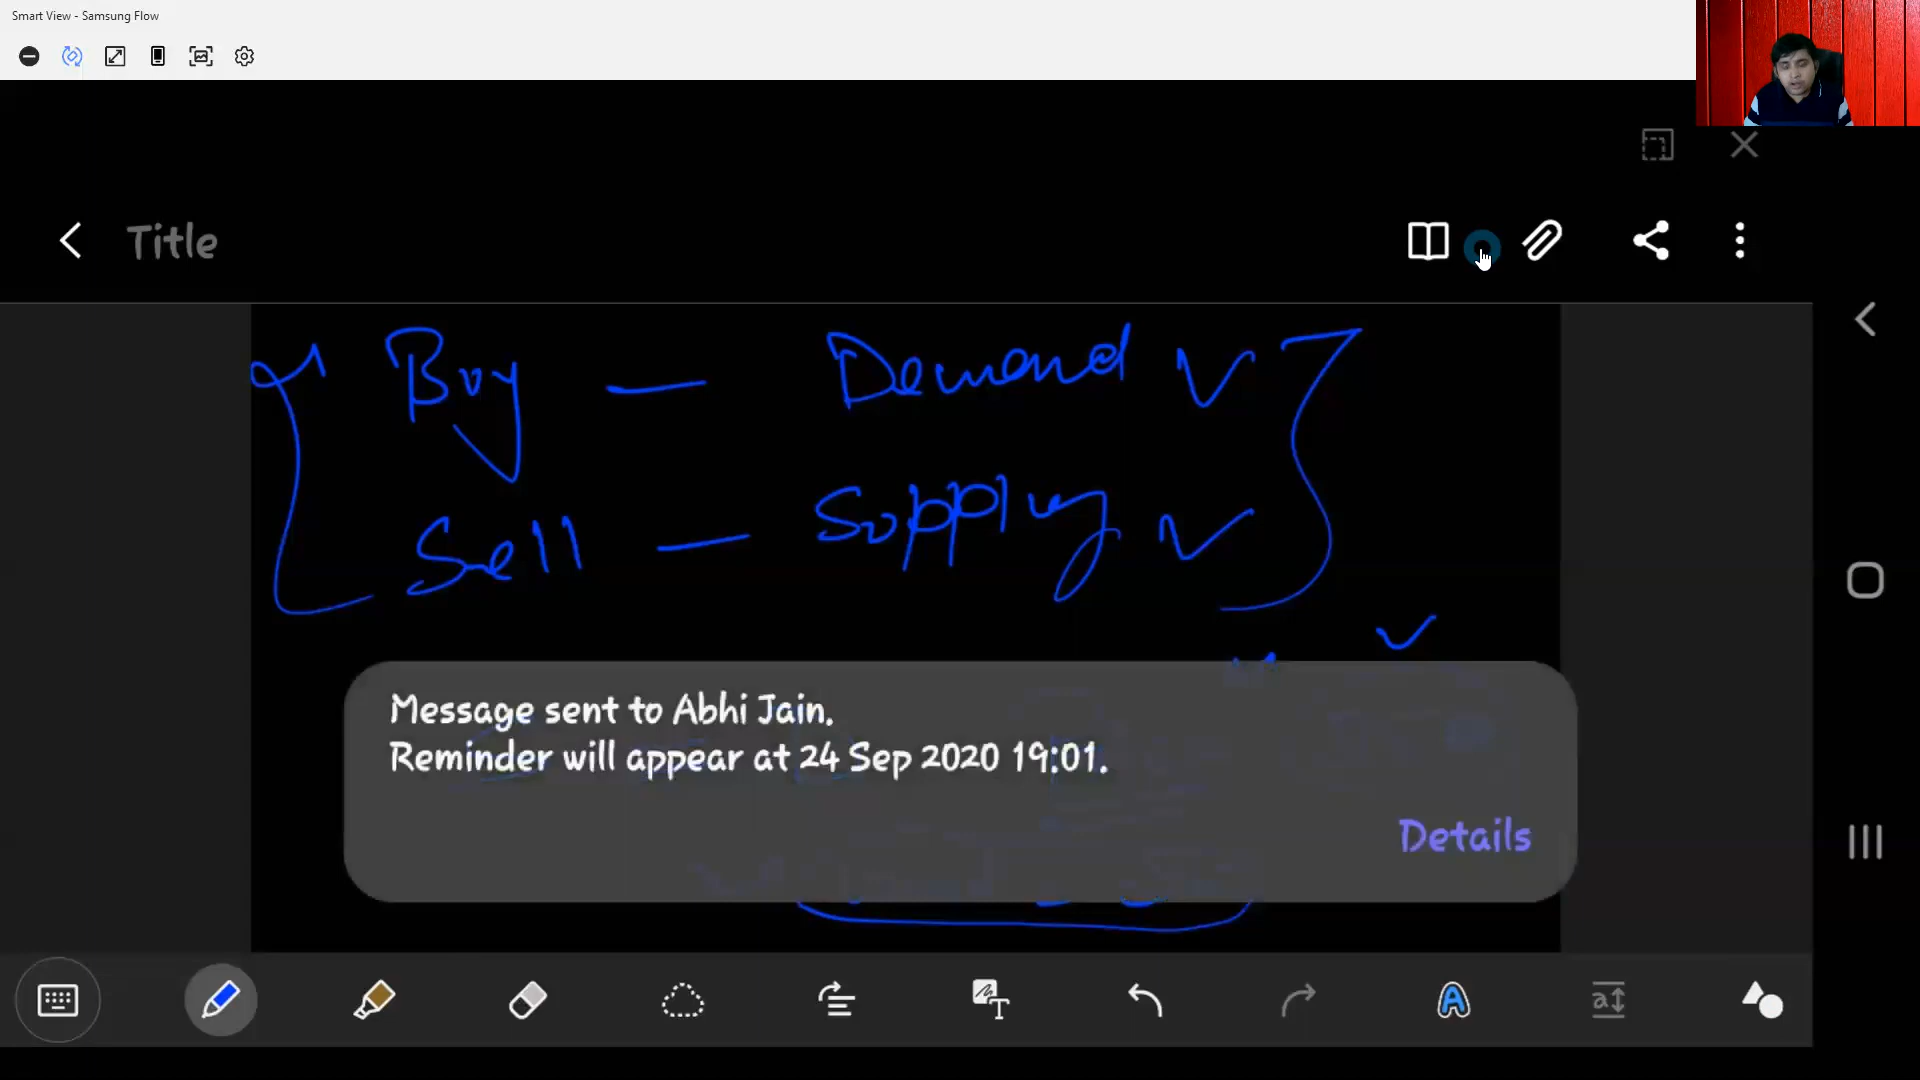 Smart View - Samsung Flow
Title
Buy — Demand
Sell — Supply
Message sent to Abhi Jain.
Reminder will appear at 24 Sep 2020 19:01.
Details